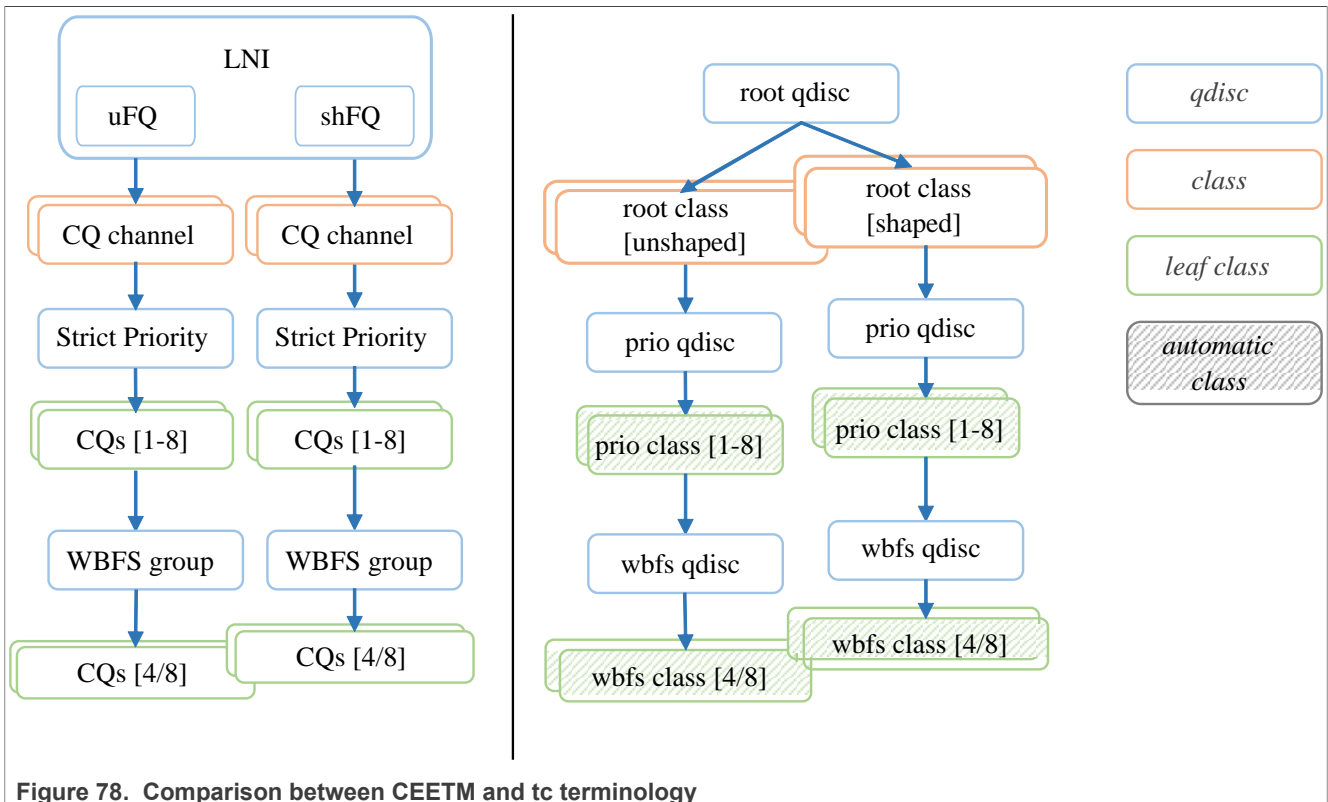 LNI
uFQ
shFQ
CQ channel
CQ channel
Strict Priority
Strict Priority
CQs [1-8]
CQs [1-8]
WBFS group
WBFS group
CQs [4/8]
CQs [4/8]
root qdisc
root class
[unshaped]
root class
[shaped]
prio qdisc
prio qdisc
prio class [1-8]
prio class [1-8]
wbfs qdisc
wbfs qdisc
wbfs class [4/8]
wbfs class [4/8]
qdisc
class
leaf class
automatic
class
Figure 78. Comparison between CEETM and tc terminology